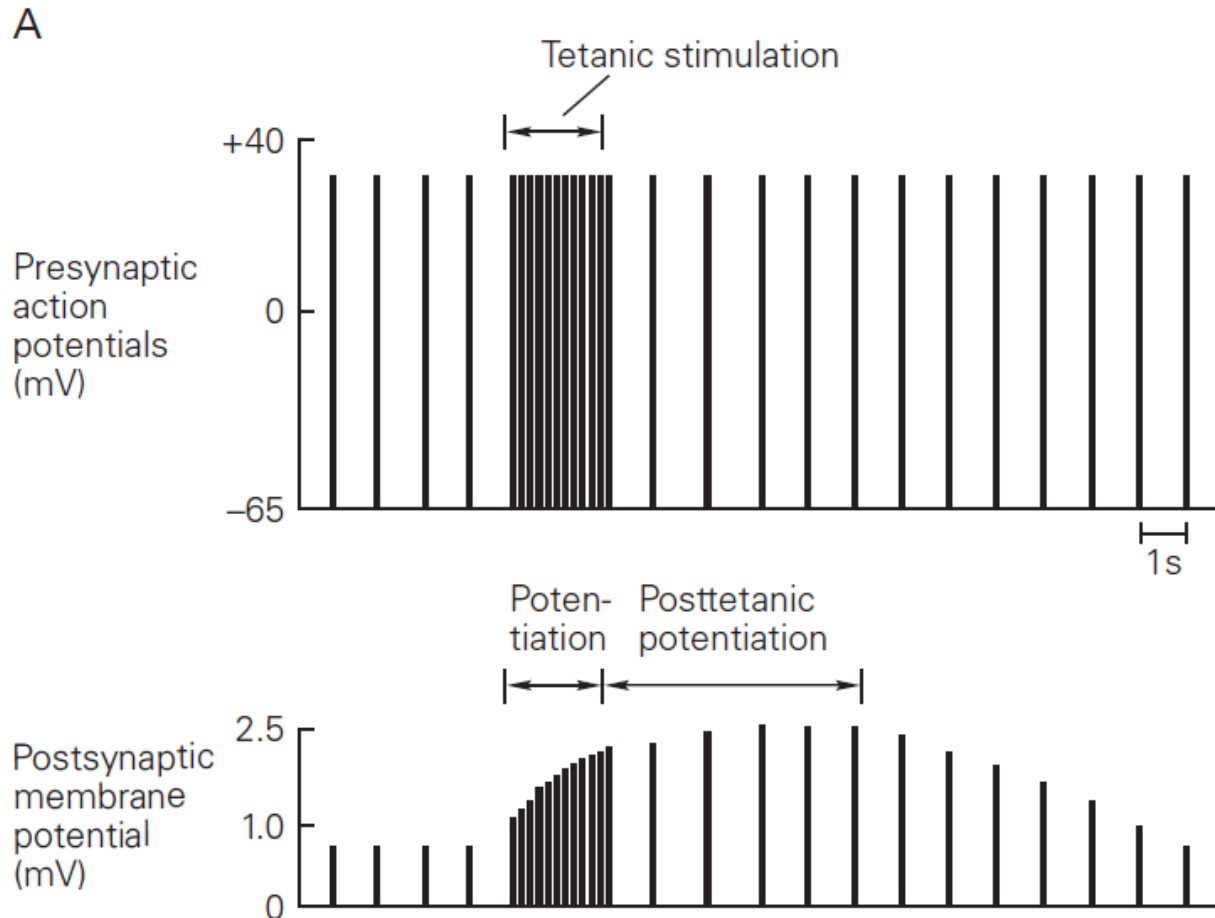 A
Tetanic stimulation
+40
0
–65
Presynaptic
action
potentials
(mV)
1s
Poten-
tiation
Posttetanic
potentiation
2.5
1.0
0
Postsynaptic
membrane
potential
(mV)